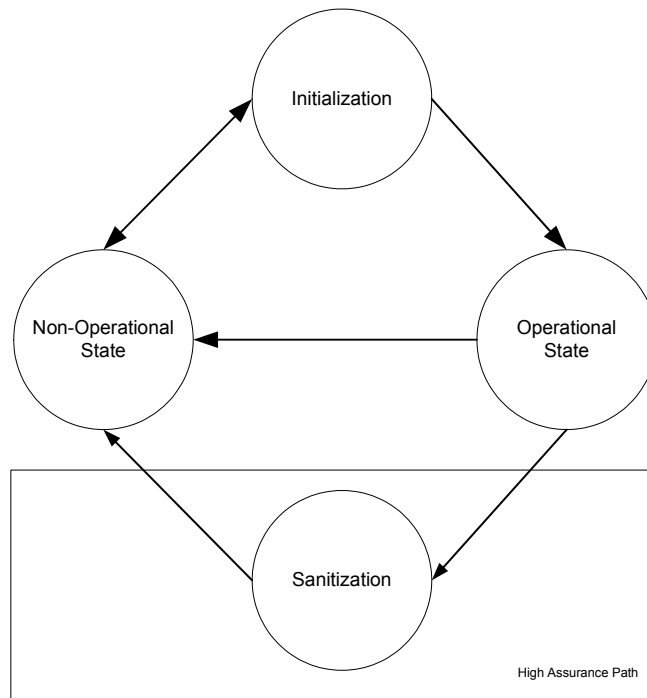 Initialization
Non-Operational
State
Operational
State
Sanitization
High Assurance Path